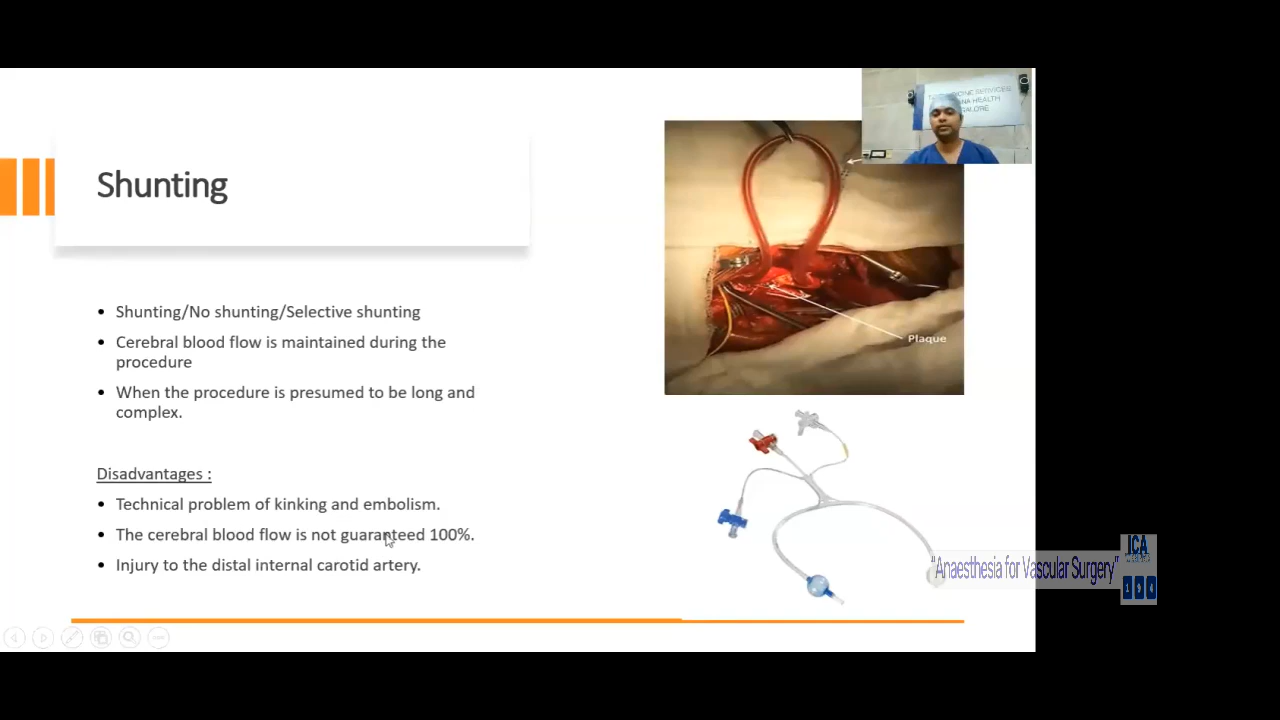 Shunting
Shunting/No shunting/Selective shunting
Cerebral blood flow is maintained during the
procedure
When the procedure is presumed to be long and
complex.
Disadvantages :
Technical problem of kinking and embolism.
The cerebral blood flow is not guaranteed 100%.
Injury to the distal internal carotid artery.
Plaque
"Anaesthesia for Vascular Surgery"
ICA